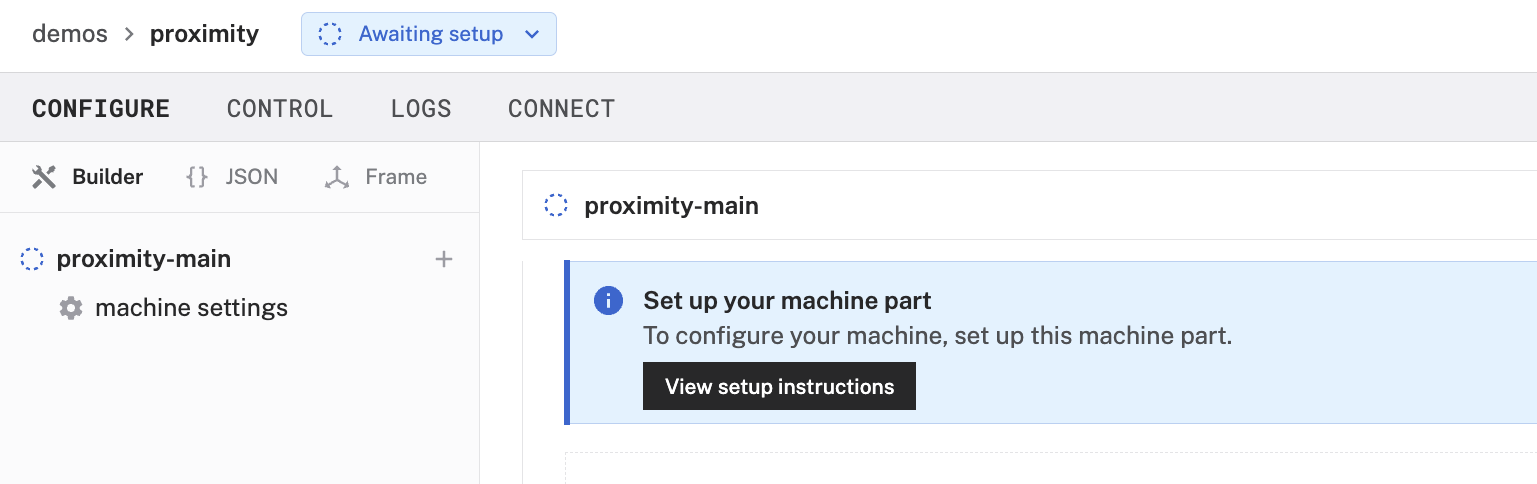 demos > proximity Awaiting setup
CONFIGURE CONTROL LOGS CONNECT
Builder {} JSON Frame
proximity-main
proximity-main +
machine settings
Set up your machine part
To configure your machine, set up this machine part.
View setup instructions